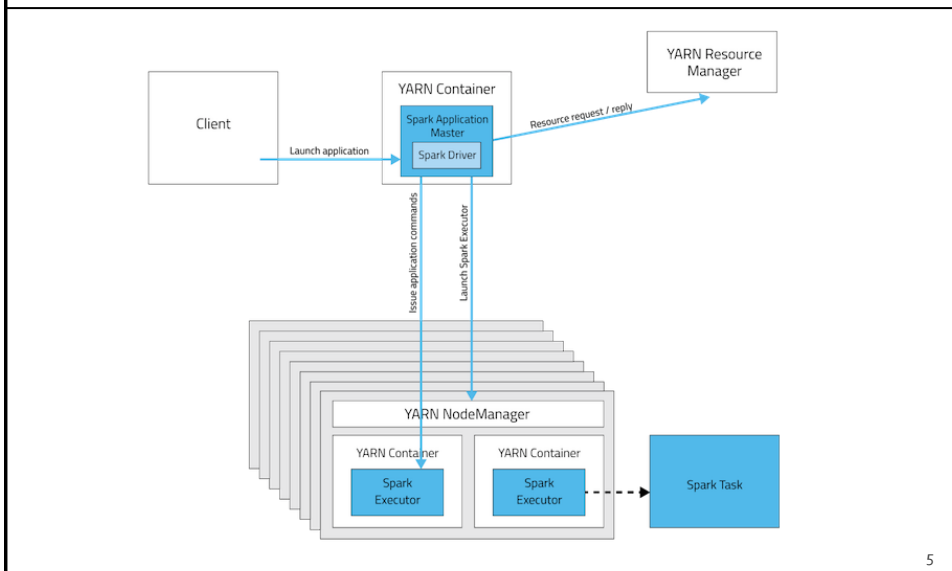 YARN Resource
Manager
YARN Container
Client
Spark Application
Master
Spark Driver
Launch application
Resource request / reply
Issue application commands
Launch Spark Executor
YARN NodeManager
YARN Container
Spark
Executor
YARN Container
Spark
Executor
Spark Task
5